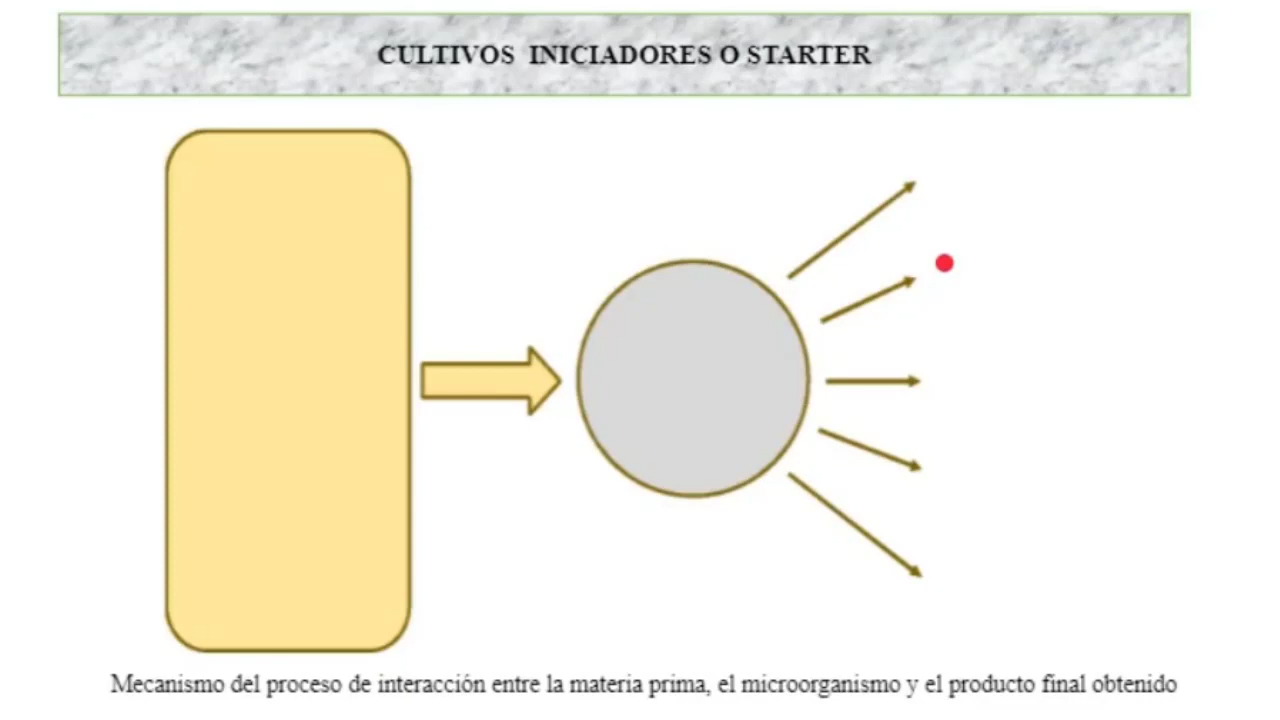 CULTIVOS INICIADORES O STARTER
Mecanismo del proceso de interacción entre la materia prima, el microorganismo y el producto final obtenido